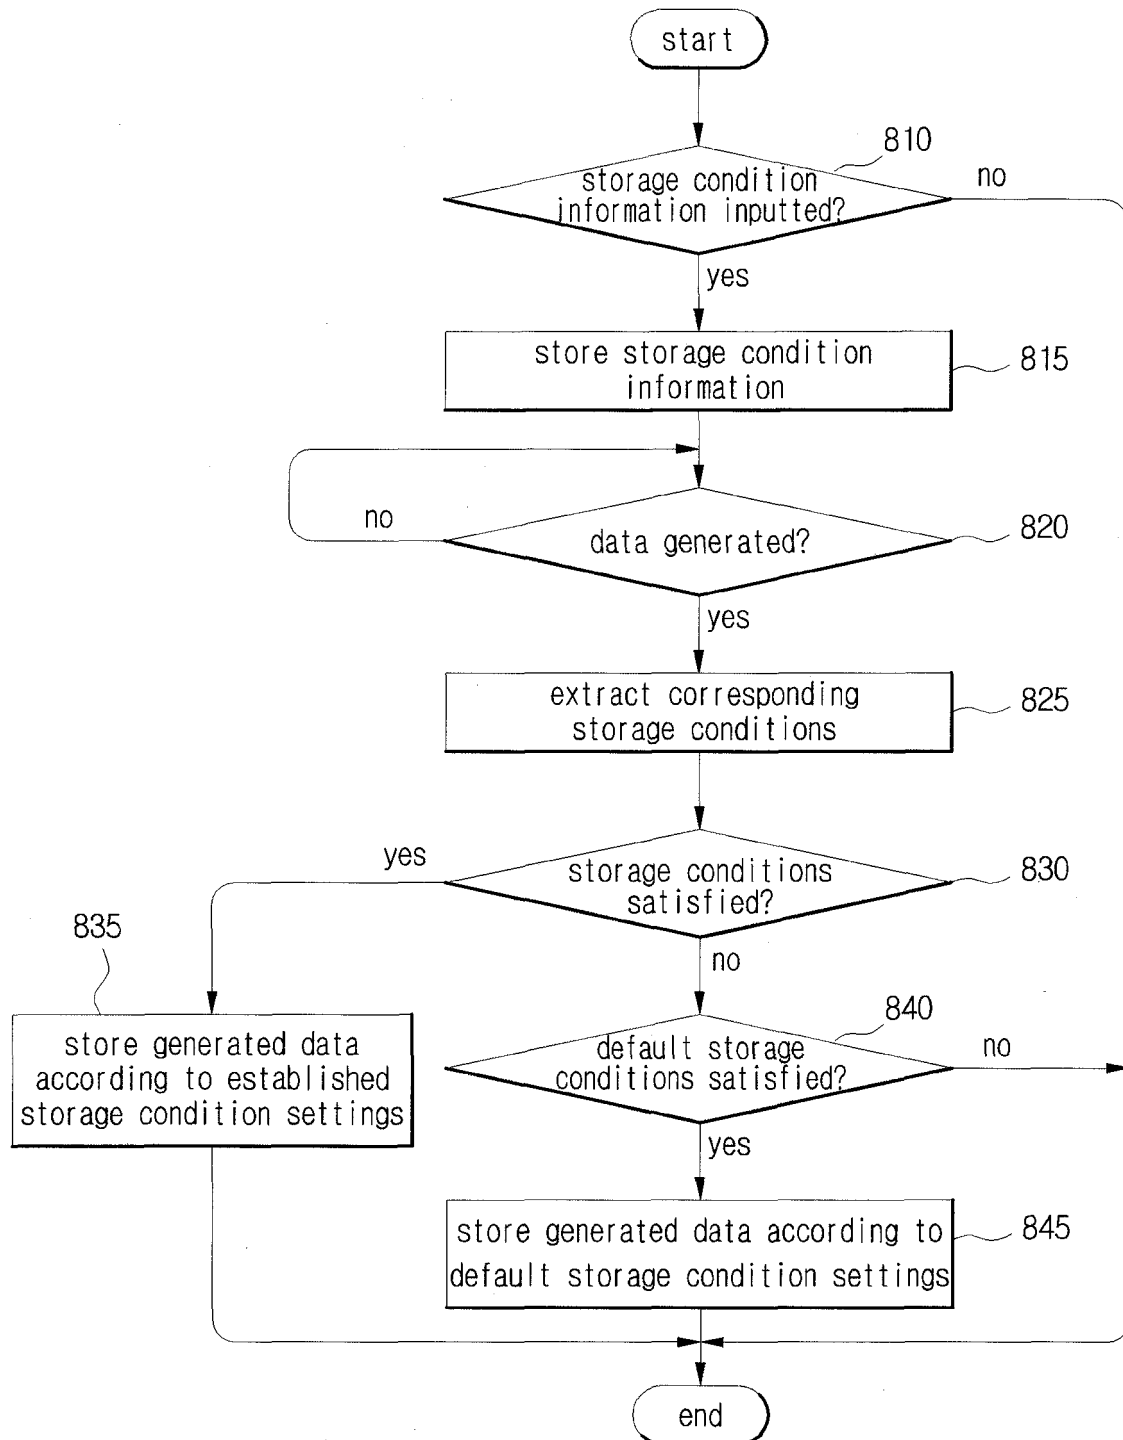 start
810
storage condition
information inputted?
no
yes
store storage condition
information
815
no
data generated?
820
yes
extract corresponding
storage conditions
825
yes
storage conditions
satisfied?
830
835
no
840
store generated data
according to established
storage condition settings
default storage
conditions satisfied?
no
yes
store generated data according to
default storage condition settings
845
end